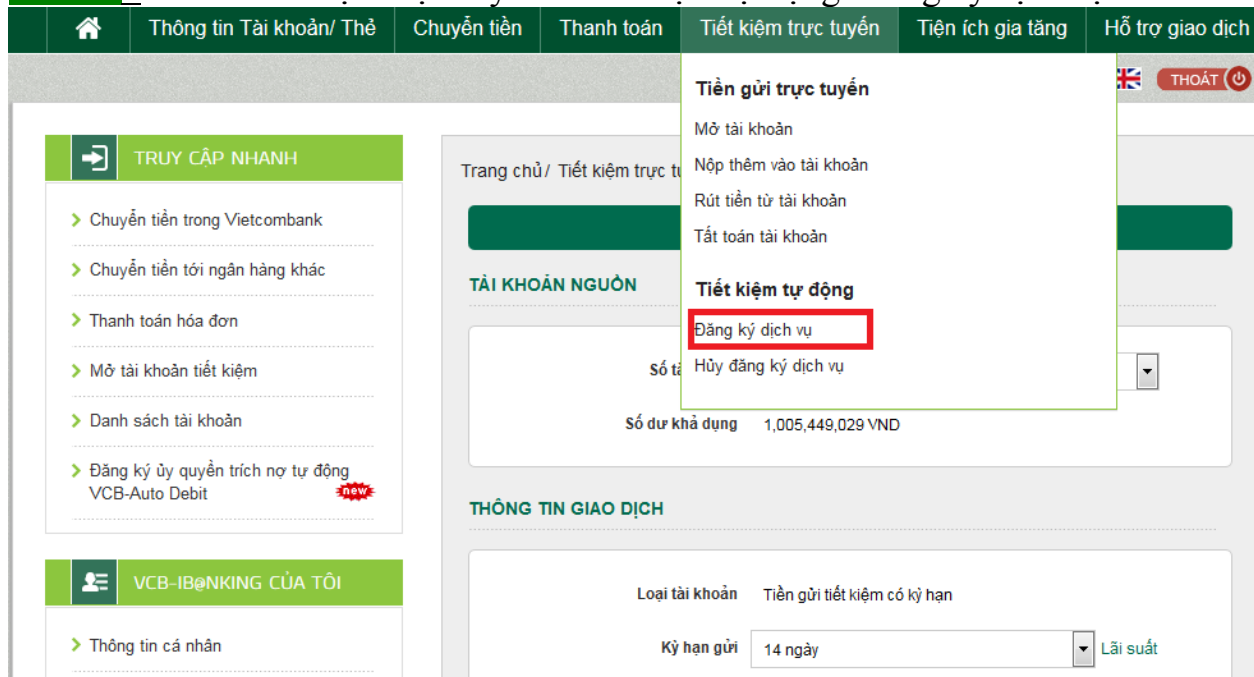 Thông tin Tài khoản/ Thẻ
Chuyển tiền
Thanh toán
Tiết kiệm trực tuyến
Tiện ích gia tăng
Hỗ trợ giao dịch
THOÁT
Tiền gửi trực tuyến
Mở tài khoản
Nộp thêm vào tài khoản
Rút tiền từ tài khoản
Tất toán tài khoản
Tiết kiệm tự động
Đăng ký dịch vụ
Hủy đăng ký dịch vụ
TRUY CẬP NHANH
Chuyển tiền trong Vietcombank
Chuyển tiền tới ngân hàng khác
Thanh toán hóa đơn
Mở tài khoản tiết kiệm
Danh sách tài khoản
Đăng ký ủy quyền trích nợ tự động
VCB-Auto Debit new
VCB-IB@NKING CỦA TÔI
Thông tin cá nhân
Trang chủ/ Tiết kiệm trực
TÀI KHOẢN NGUỒN
Số
Số dư khả dụng 1,005,449,029 VND
THÔNG TIN GIAO DỊCH
Loại tài khoản Tiền gửi tiết kiệm có kỳ hạn
Kỳ hạn gửi 14 ngày Lãi suất